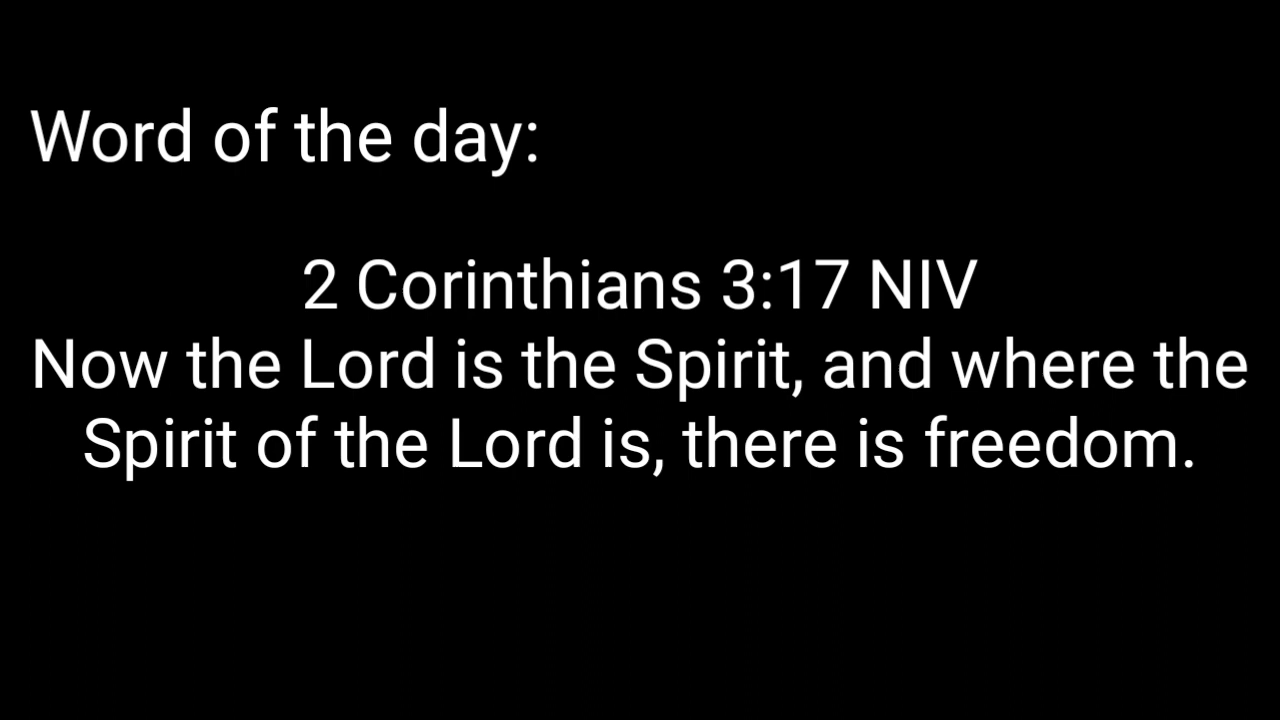 Word of the day:
2 Corinthians 3:17 NIV
Now the Lord is the Spirit, and where the
Spirit of the Lord is, there is freedom.